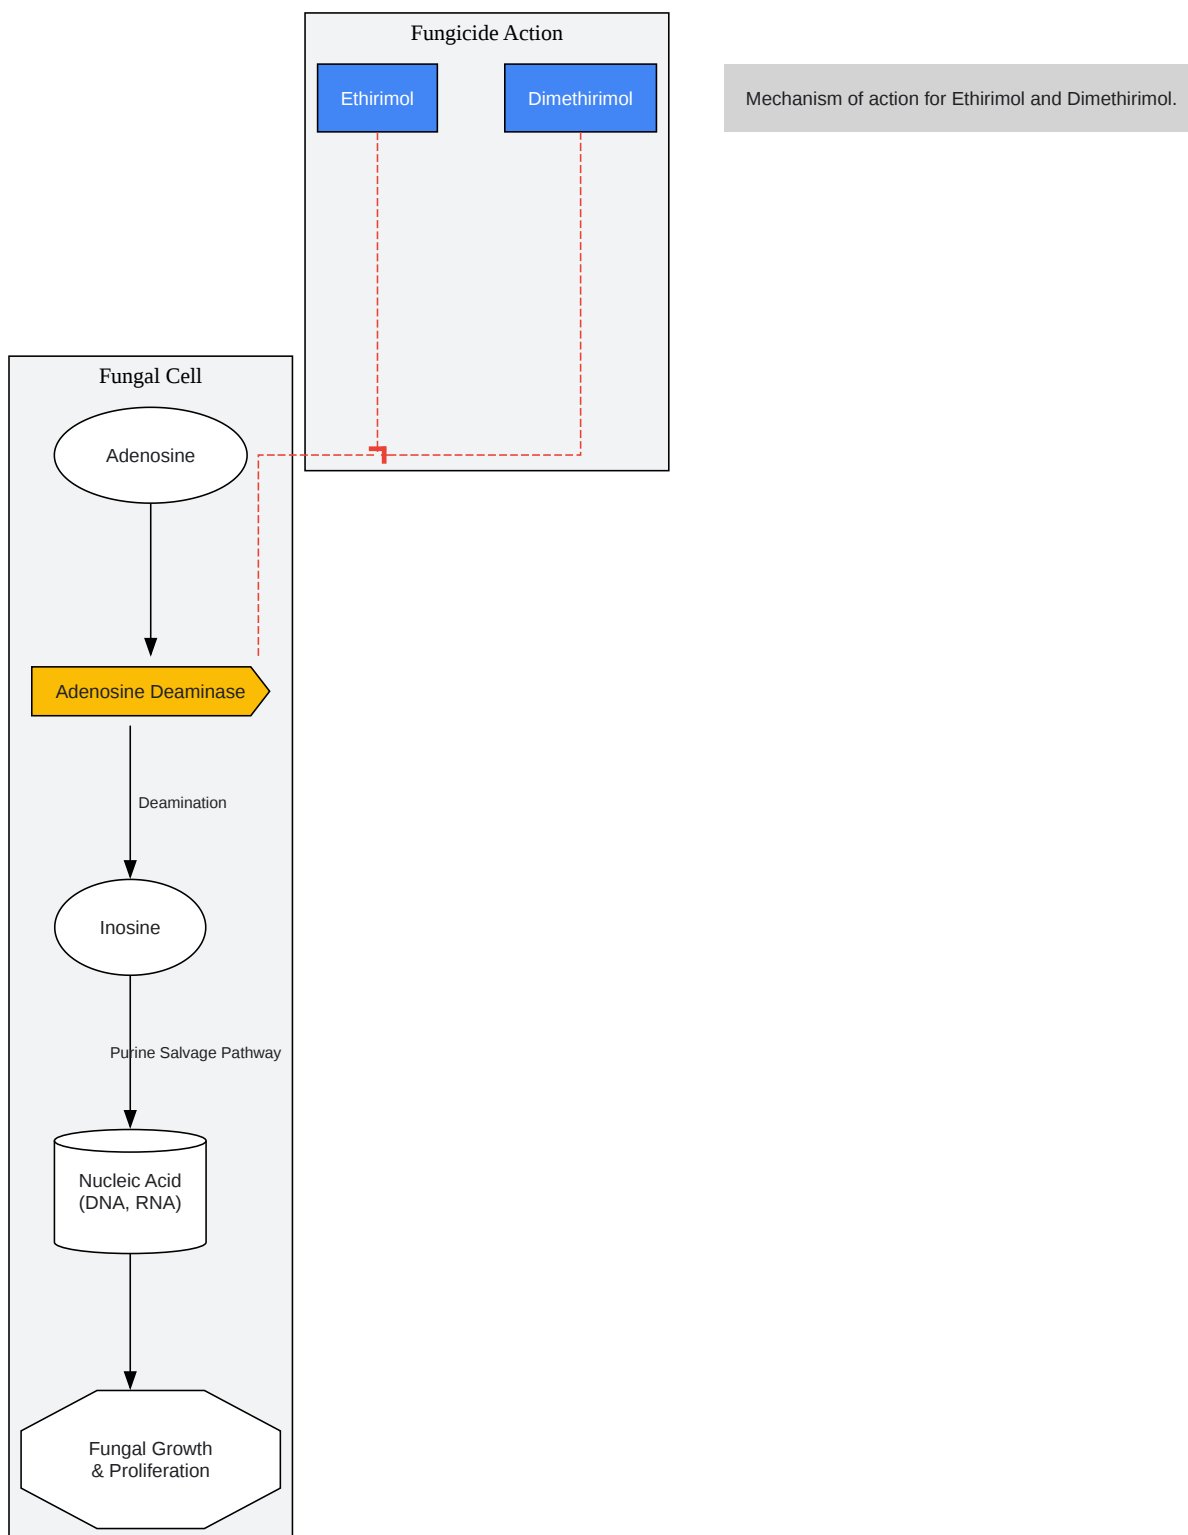 Fungicide Action
Ethirimol
Dimethirimol
Mechanism of action for Ethirimol and Dimethirimol.
Fungal Cell
Adenosine
Adenosine Deaminase
Deamination
Inosine
Purine Salvage Pathway
Nucleic Acid
(DNA, RNA)
Fungal Growth
& Proliferation